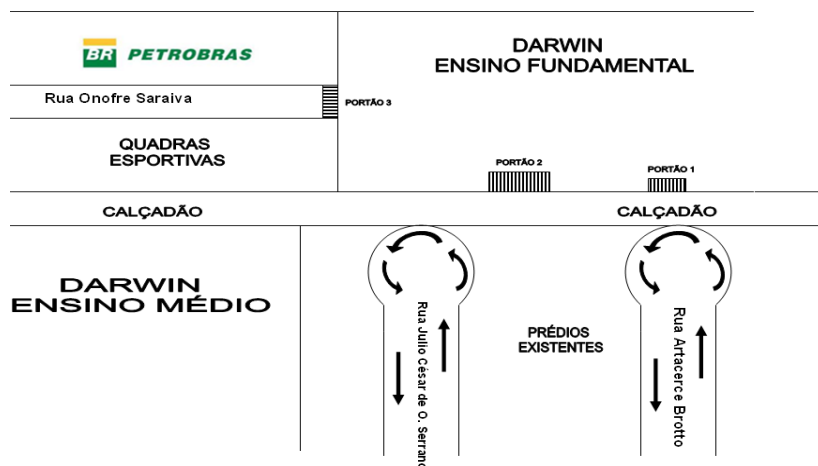 BR PETROBRAS
DARWIN
ENSINO FUNDAMENTAL
Rua Onofre Saraiva
PORTÃO 3
QUADRAS
ESPORTIVAS
PORTÃO 2
PORTÃO 1
CALÇADÃO
CALÇADÃO
DARWIN
ENSINO MÉDIO
Rua Julio César de O. Serrano
PRÉDIOS
EXISTENTES
Rua Artacerce Brotto